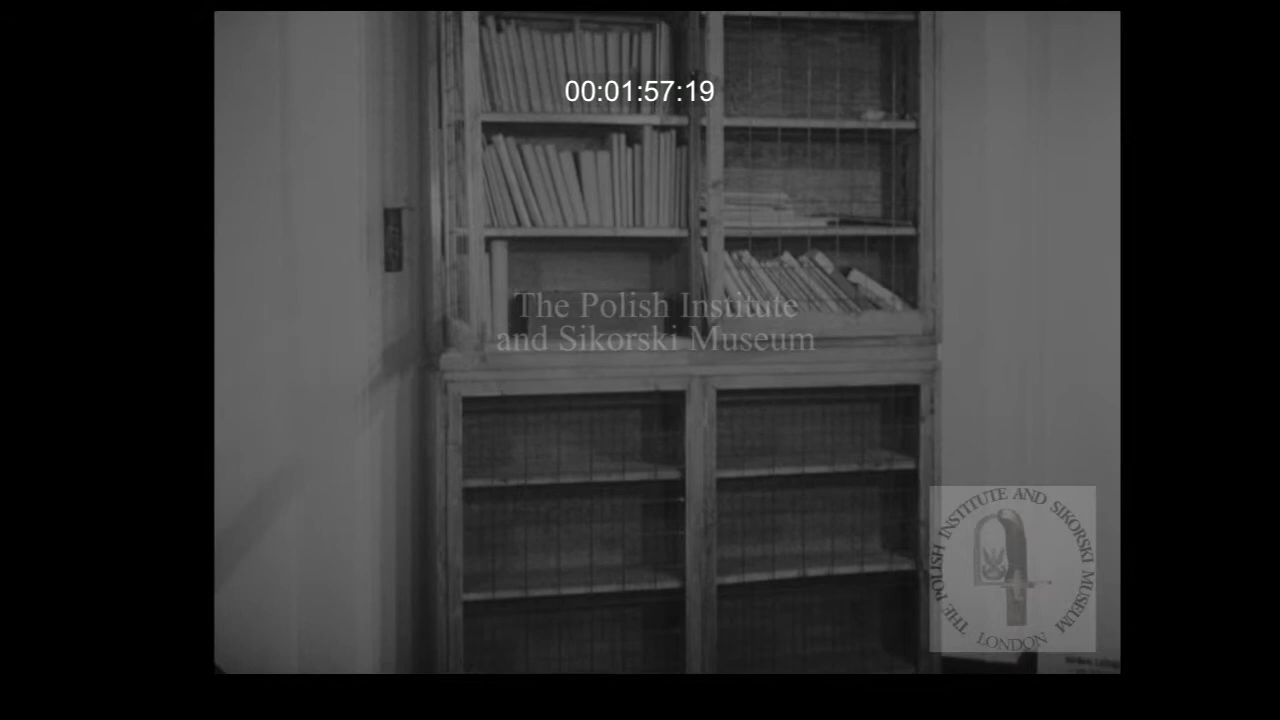 00:01:57:19
The Polish Institute
and Sikorski Museum
THE POLISH INSTITUTE AND SIKORSKI MUSEUM
LONDON